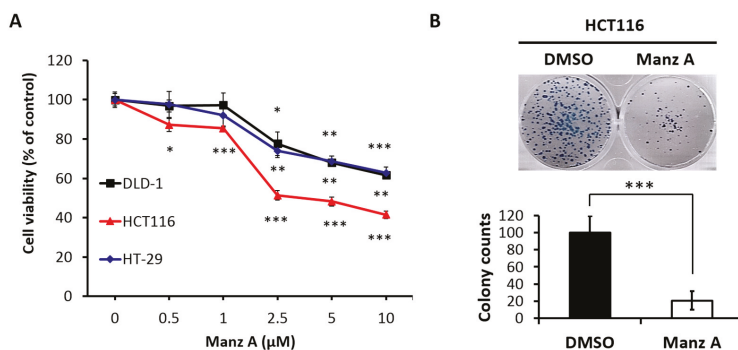 A
Cell viability (% of control)
120
100
80
60
40
20
0
DLD-1
HCT116
HT-29
*
***
*
**
***
**
**
**
***
***
***
0 0.5 1 2.5 5 10
Manz A (µM)
B
HCT116
DMSO Manz A
***
Colony counts
120
100
80
60
40
20
0
DMSO Manz A